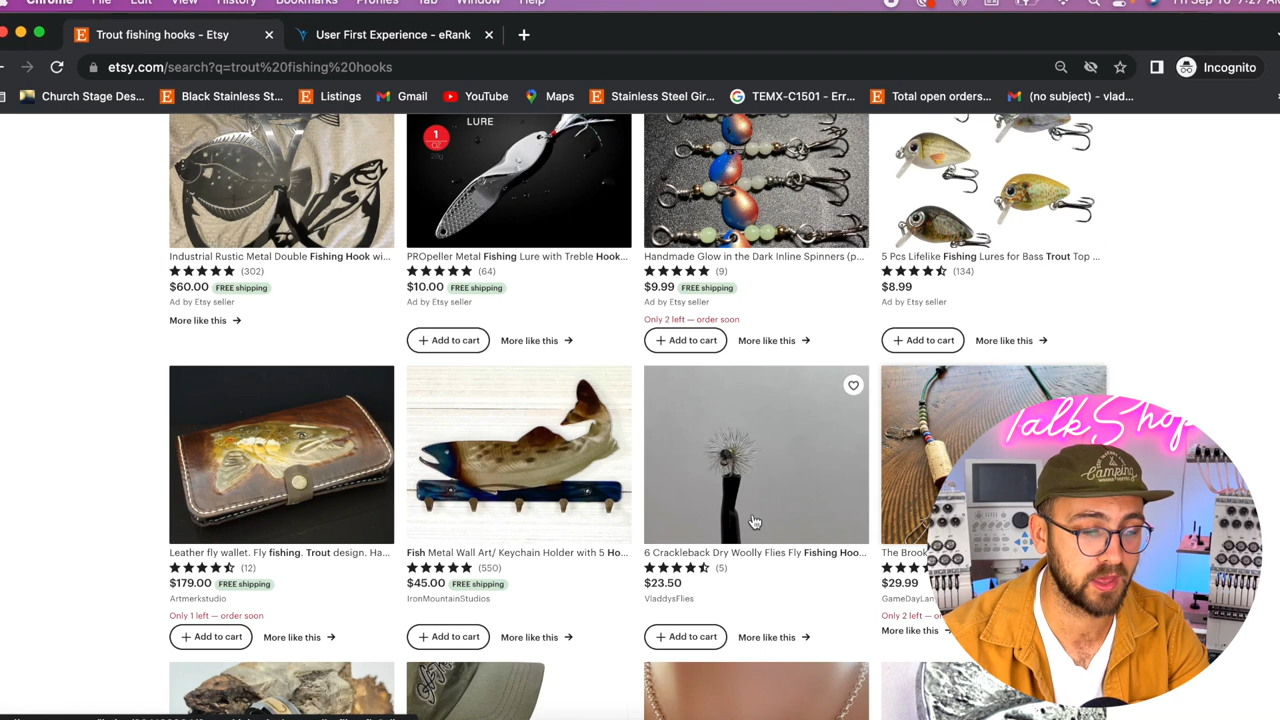 Chrome File Edit View History Bookmarks Profiles Tab Window Help
Trout fishing hooks - Etsy
User First Experience - eRank
etsy.com/search?q=trout%20fishing%20hooks
Incognito
Church Stage Des...
Black Stainless St...
Listings
Gmail
YouTube
Maps
Stainless Steel Gir...
TEMX-C1501 - Err...
Total open orders...
(no subject) - vlad...
LURE
1
OZ
28g
Industrial Rustic Metal Double Fishing Hook wi...
(302)
$60.00 FREE shipping
Ad by Etsy seller
More like this →
PROpeller Metal Fishing Lure with Treble Hook...
(64)
$10.00 FREE shipping
Ad by Etsy seller
+ Add to cart
More like this →
Handmade Glow in the Dark Inline Spinners (p...
(9)
$9.99 FREE shipping
Ad by Etsy seller
Only 2 left — order soon
+ Add to cart
More like this →
5 Pcs Lifelike Fishing Lures for Bass Trout Top ...
(134)
$8.99
Ad by Etsy seller
+ Add to cart
More like this →
Leather fly wallet. Fly fishing. Trout design. Ha...
(12)
$179.00 FREE shipping
Artmerkstudio
Only 1 left — order soon
+ Add to cart
More like this →
Fish Metal Wall Art/ Keychain Holder with 5 Ho...
(550)
$45.00 FREE shipping
IronMountainStudios
+ Add to cart
More like this →
6 Crackleback Dry Woolly Flies Fly Fishing Hoo...
(5)
$23.50
VladdysFlies
+ Add to cart
More like this →
The Brook
$29.99
GameDayLan
Only 2 left — o
More like this
Talk Shop
CAMPING